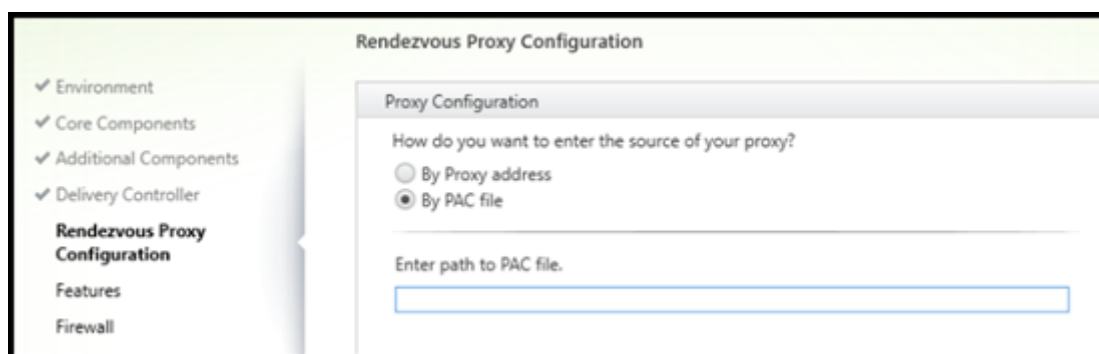 Rendezvous Proxy Configuration
Environment
Core Components
Additional Components
Delivery Controller
Rendezvous Proxy
Configuration
Features
Firewall
Proxy Configuration
How do you want to enter the source of your proxy?
By Proxy address
By PAC file
Enter path to PAC file.